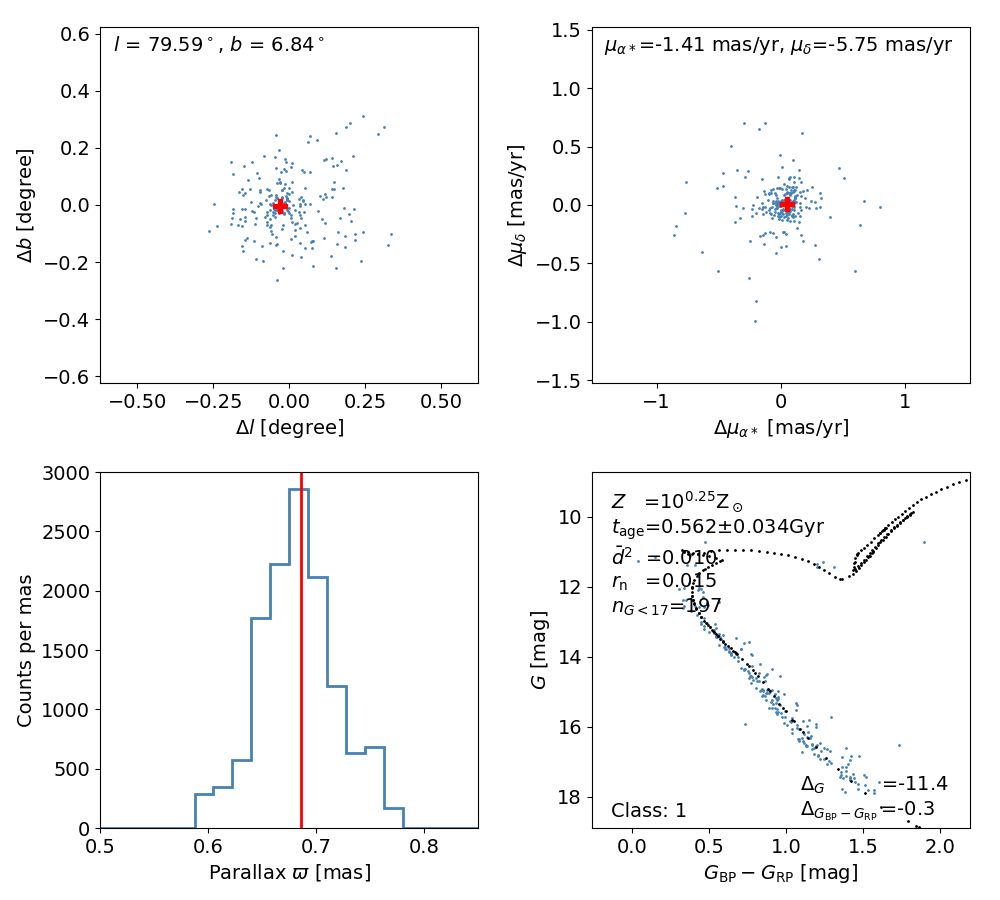 l = 79.59°, b = 6.84°
0.6
0.4
0.2
0.0
−0.2
−0.4
−0.6
Δb [degree]
−0.50 −0.25 0.00 0.25 0.50
Δl [degree]
μα∗=-1.41 mas/yr, μδ=-5.75 mas/yr
1.5
1.0
0.5
0.0
−0.5
−1.0
−1.5
Δμδ [mas/yr]
−1 0 1
Δμα∗ [mas/yr]
3000
2500
2000
1500
1000
500
0
Counts per mas
0.5 0.6 0.7 0.8
Parallax ϖ [mas]
Z =10^0.25 Z⊙
t_age=0.562±0.034Gyr
d̄² =0.010
r_n =0.015
n_G<17=197
10
12
14
16
18
G [mag]
Δ_G =-11.4
Class: 1 Δ_GBP−GRP=-0.3
0.0 0.5 1.0 1.5 2.0
G_BP − G_RP [mag]